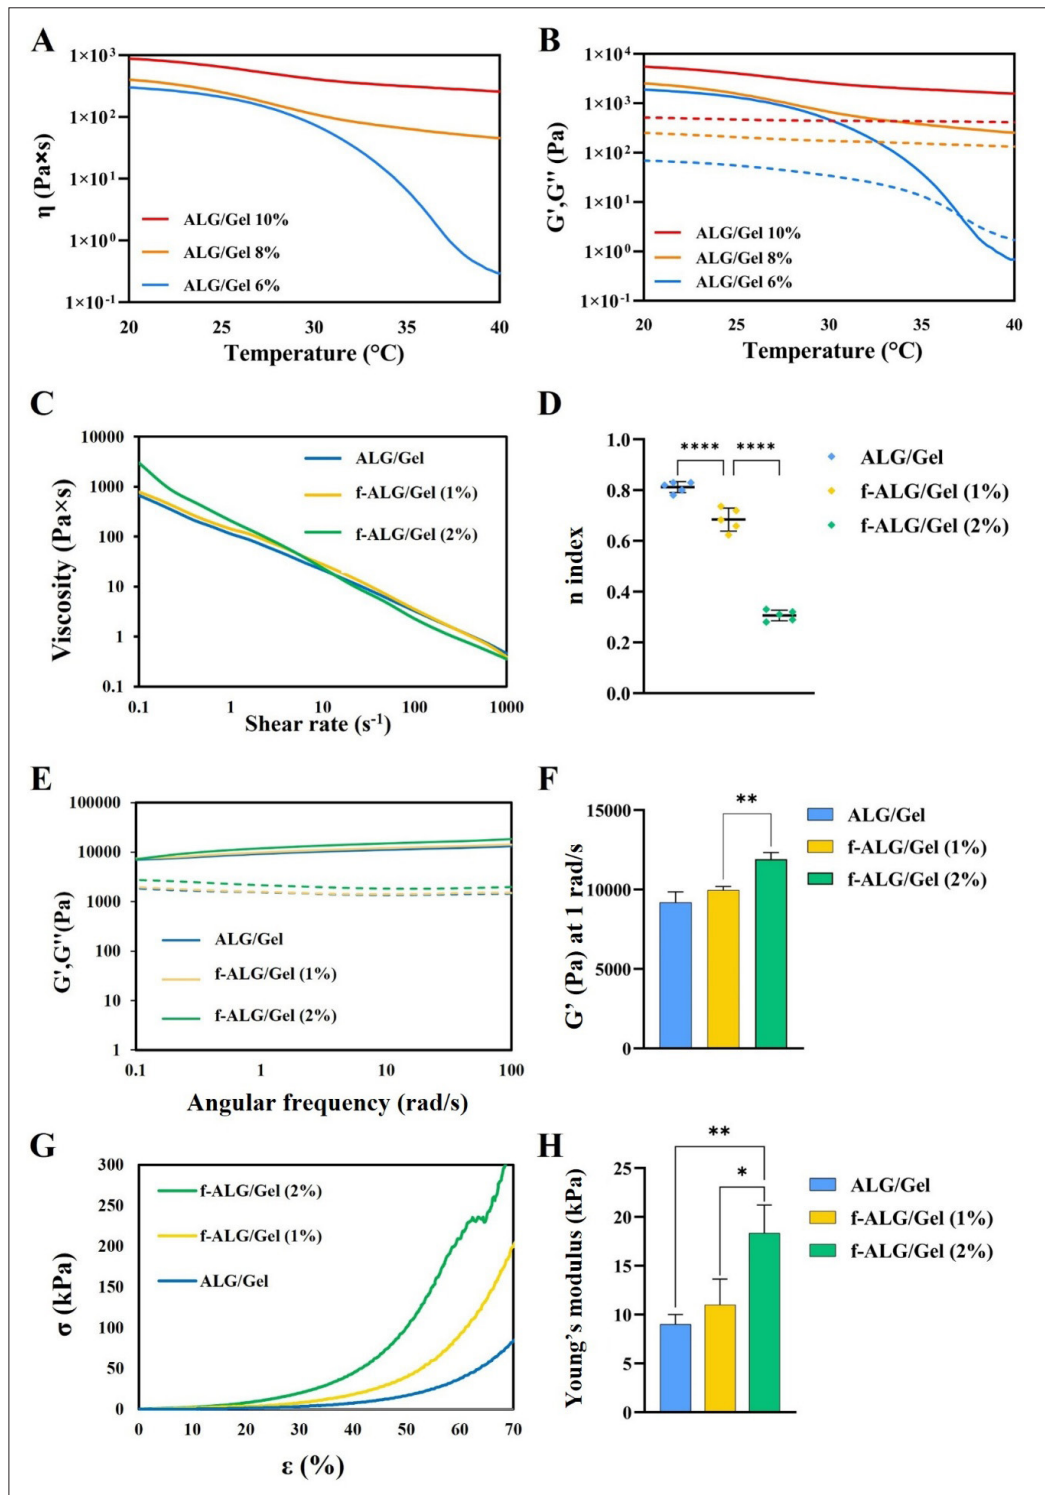 A
1×10³
1×10²
1×10¹
1×10⁰
1×10⁻¹
η (Pa×s)
ALG/Gel 10%
ALG/Gel 8%
ALG/Gel 6%
20 25 30 35 40
Temperature (°C)
B
1×10⁴
1×10³
1×10²
1×10¹
1×10⁰
1×10⁻¹
G',G'' (Pa)
ALG/Gel 10%
ALG/Gel 8%
ALG/Gel 6%
20 25 30 35 40
Temperature (°C)
C
10000
1000
100
10
1
0.1
Viscosity (Pa×s)
ALG/Gel
f-ALG/Gel (1%)
f-ALG/Gel (2%)
0.1 1 10 100 1000
Shear rate (s⁻¹)
D
1.0
0.8
0.6
0.4
0.2
0.0
n index
**** ****
ALG/Gel
f-ALG/Gel (1%)
f-ALG/Gel (2%)
E
100000
10000
1000
100
10
1
G',G''(Pa)
ALG/Gel
f-ALG/Gel (1%)
f-ALG/Gel (2%)
0.1 1 10 100
Angular frequency (rad/s)
F
15000
10000
5000
0
G' (Pa) at 1 rad/s
**
ALG/Gel
f-ALG/Gel (1%)
f-ALG/Gel (2%)
G
300
250
200
150
100
50
0
σ (kPa)
f-ALG/Gel (2%)
f-ALG/Gel (1%)
ALG/Gel
0 10 20 30 40 50 60 70
ε (%)
H
25
20
15
10
5
0
Young's modulus (kPa)
**
*
ALG/Gel
f-ALG/Gel (1%)
f-ALG/Gel (2%)